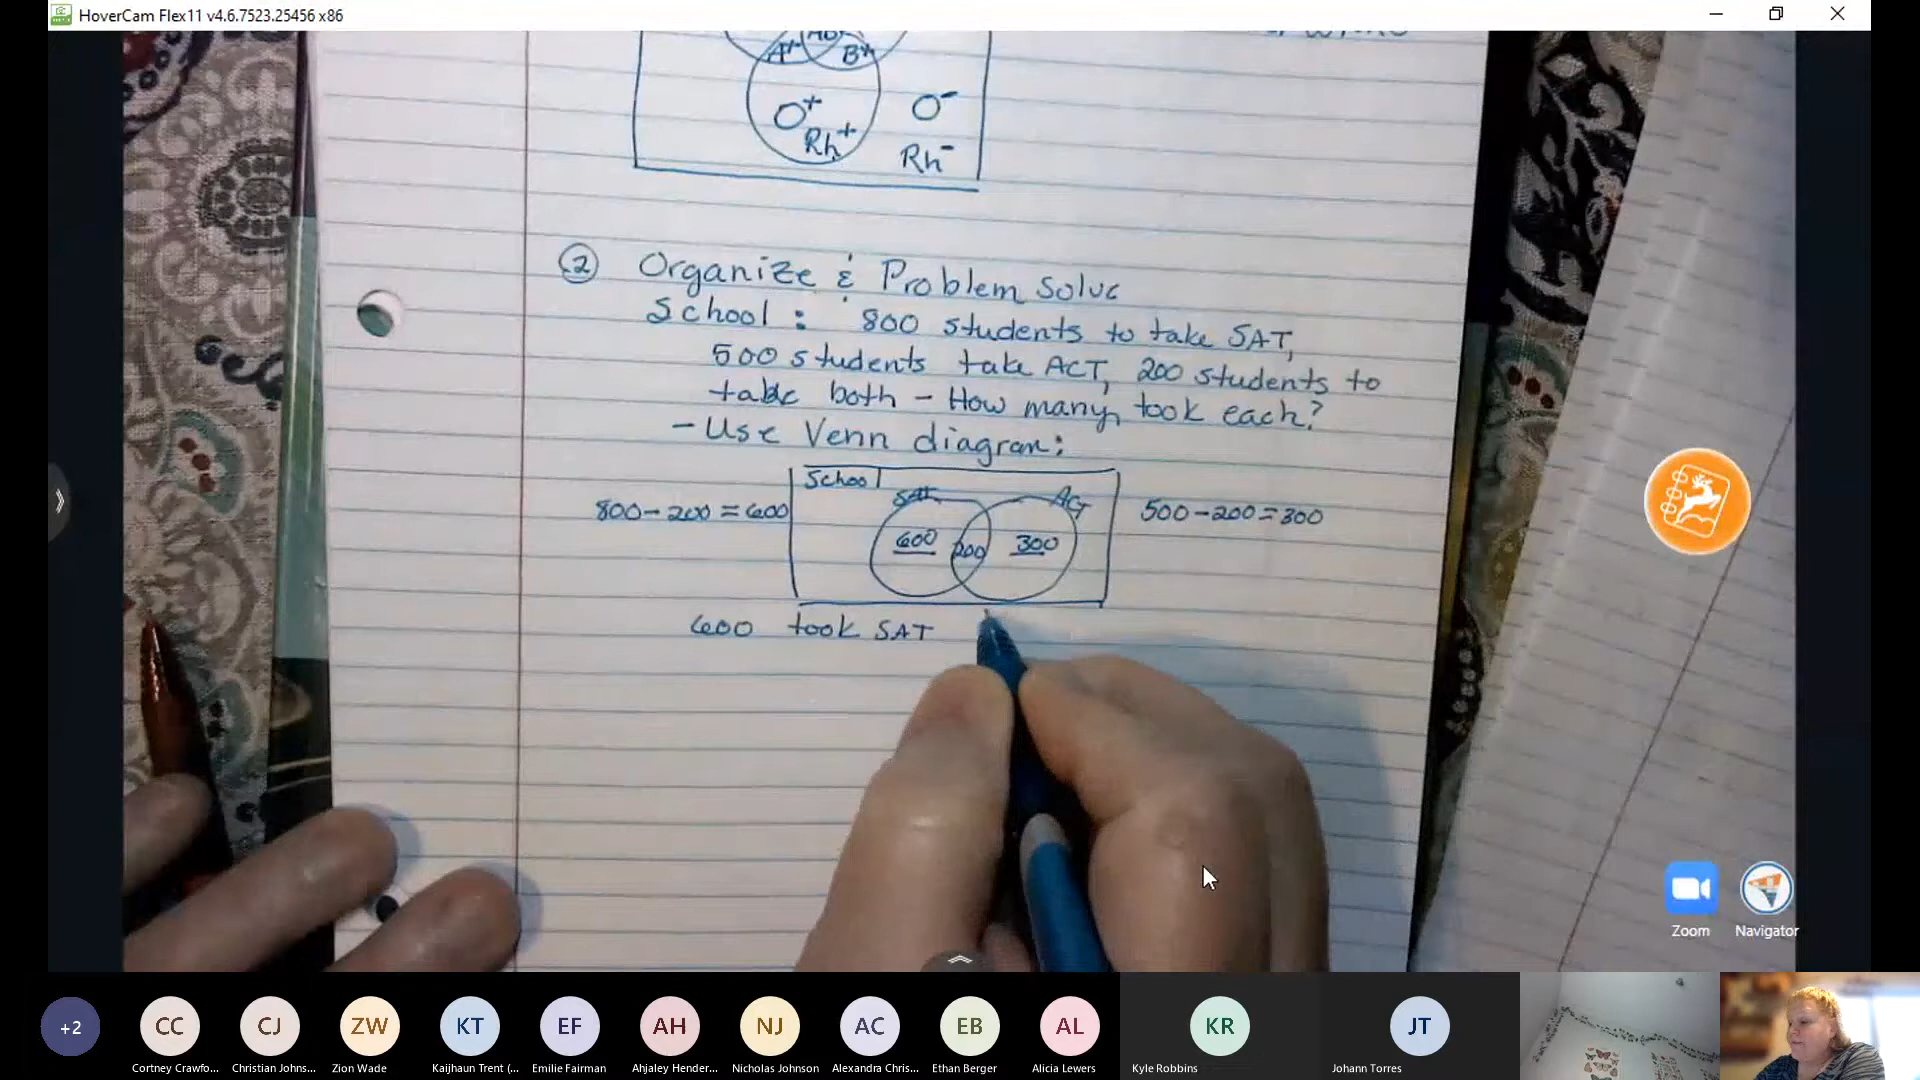 HoverCam Flex11 v4.6.7523.25456 x86
A+ B+
O+ O-
Rh+ Rh-
② Organize & Problem Solve
School: 800 students to take SAT,
500 students take ACT, 200 students to
take both - How many took each?
- Use Venn diagram:
School
SAT ACT
800-200=600 500-200=300
600 200 300
600 took SAT
Zoom Navigator
+2 CC CJ ZW KT EF AH NJ AC EB AL KR JT
Cortney Crawfo... Christian Johns... Zion Wade Kaijhaun Trent (... Emilie Fairman Ahjaley Hender... Nicholas Johnson Alexandra Chris... Ethan Berger Alicia Lewers Kyle Robbins Johann Torres